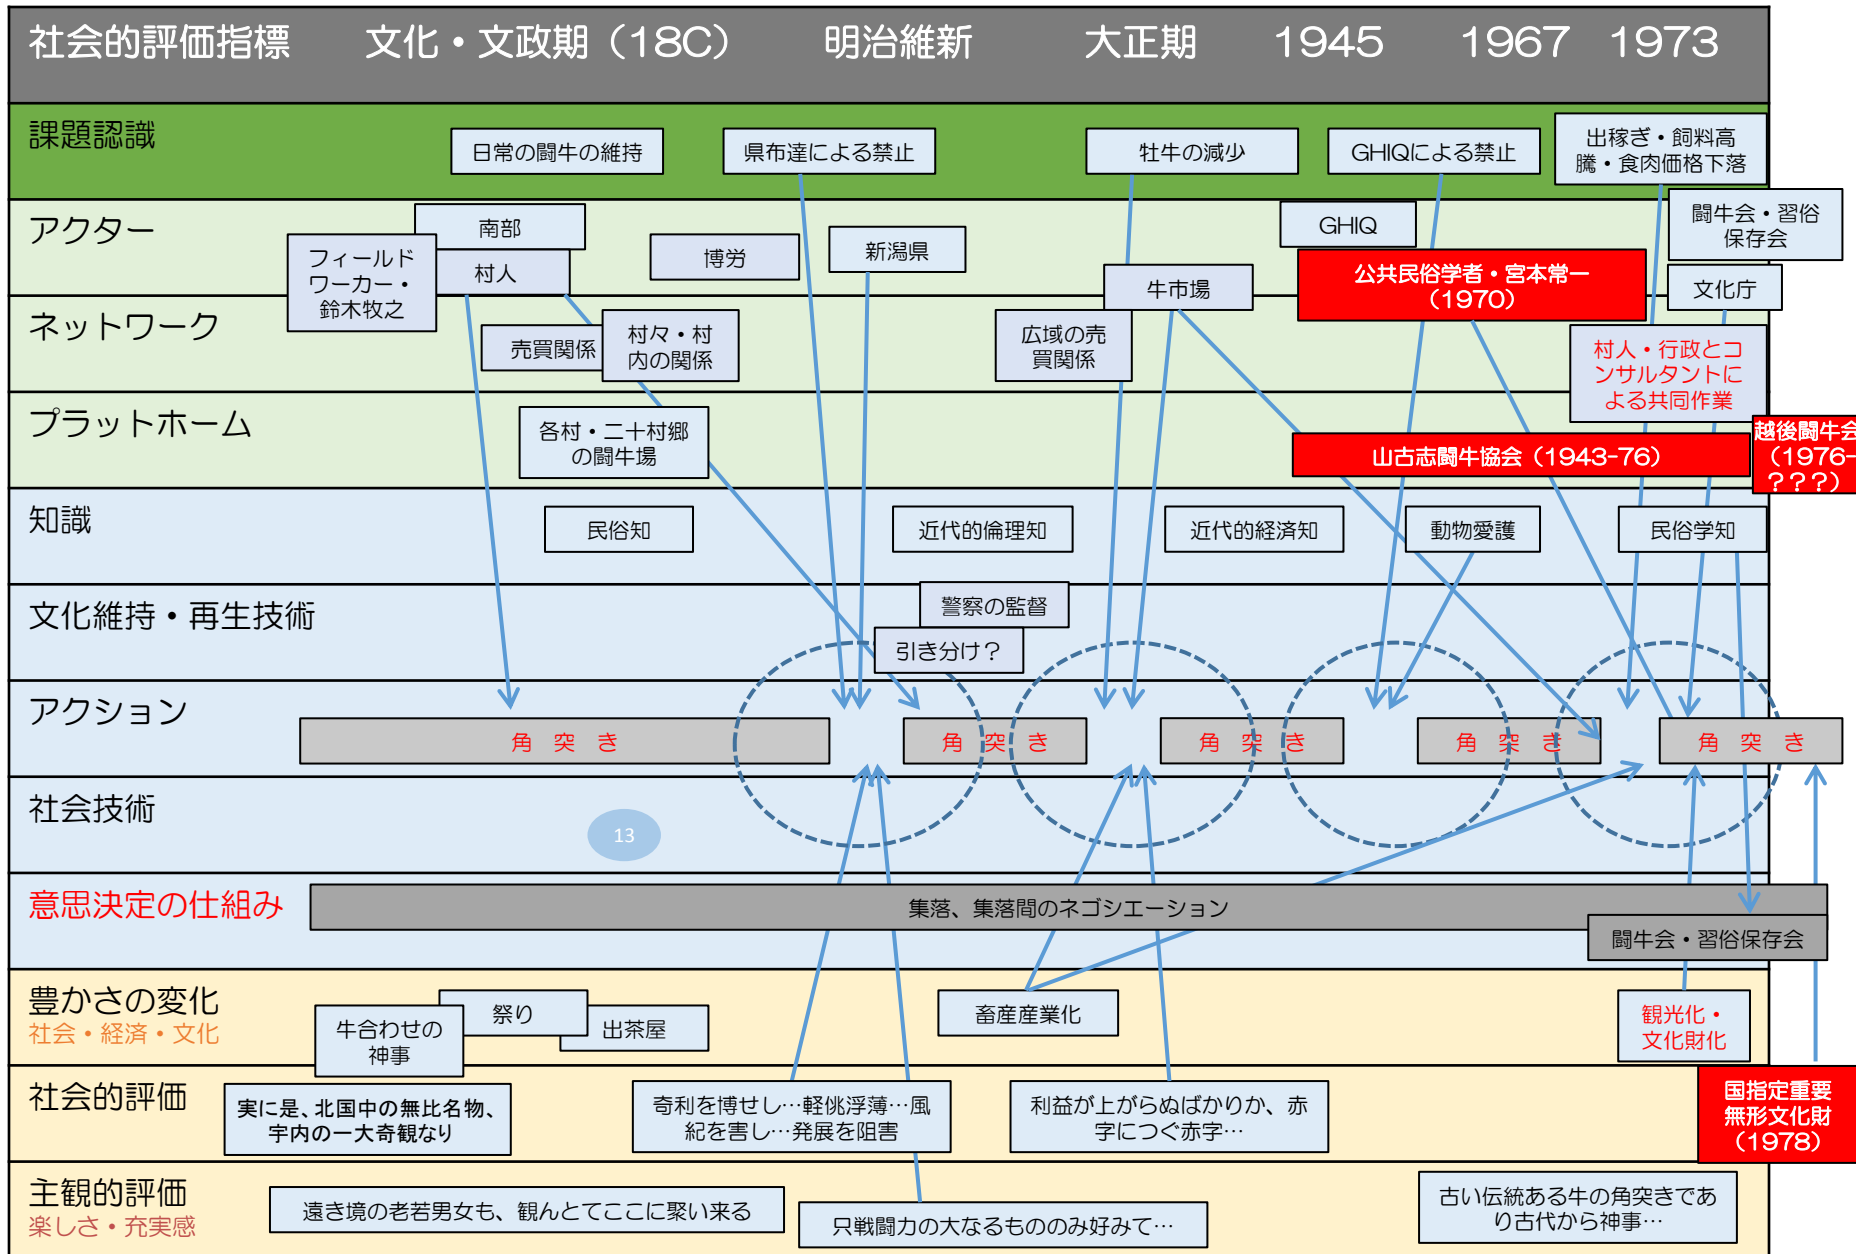 社会的評価指標 文化・文政期（18C） 明治維新 大正期 1945 1967 1973
課題認識
日常の闘牛の維持
県布達による禁止
牡牛の減少
GHIQによる禁止
出稼ぎ・飼料高
騰・食肉価格下落
アクター
南部
村人
フィールド
ワーカー・
鈴木牧之
博労
新潟県
牛市場
GHIQ
公共民俗学者・宮本常一
（1970）
闘牛会・習俗
保存会
文化庁
ネットワーク
売買関係
村々・村
内の関係
広域の売
買関係
村人・行政とコ
ンサルタントに
よる共同作業
プラットホーム
各村・二十村郷
の闘牛場
山古志闘牛協会（1943-76）
越後闘牛会
（1976-
？？？）
知識
民俗知
近代的倫理知
近代的経済知
動物愛護
民俗学知
文化維持・再生技術
警察の監督
引き分け？
アクション
角 突 き
角 突 き
角 突 き
角 突 き
角 突 き
社会技術
13
意思決定の仕組み
集落、集落間のネゴシエーション
闘牛会・習俗保存会
豊かさの変化
社会・経済・文化
牛合わせの
神事
祭り
出茶屋
畜産産業化
観光化・
文化財化
社会的評価
実に是、北国中の無比名物、
宇内の一大奇観なり
奇利を博せし…軽佻浮薄…風
紀を害し…発展を阻害
利益が上がらぬばかりか、赤
字につぐ赤字…
国指定重要
無形文化財
（1978）
主観的評価
楽しさ・充実感
遠き境の老若男女も、観んとてここに聚い来る
只戦闘力の大なるもののみ好みて…
古い伝統ある牛の角突きであ
り古代から神事…